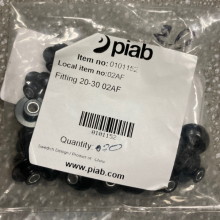 piab
Item no: 0101152
Local item no:02AF
Fitting 20-30 02AF
0101152
Quantity: 20
www.piab.com